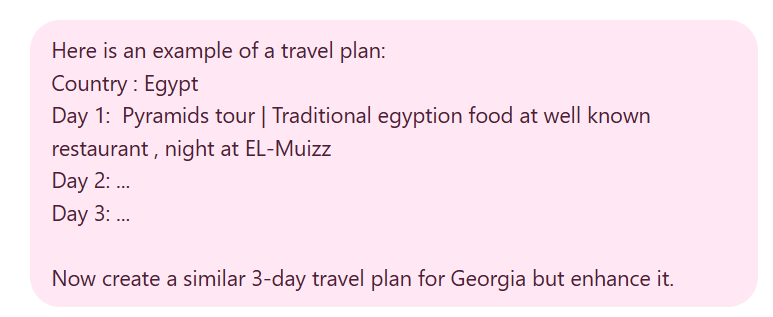 Here is an example of a travel plan:
Country : Egypt
Day 1:  Pyramids tour | Traditional egyption food at well known
restaurant , night at EL-Muizz
Day 2: ...
Day 3: ...
Now create a similar 3-day travel plan for Georgia but enhance it.